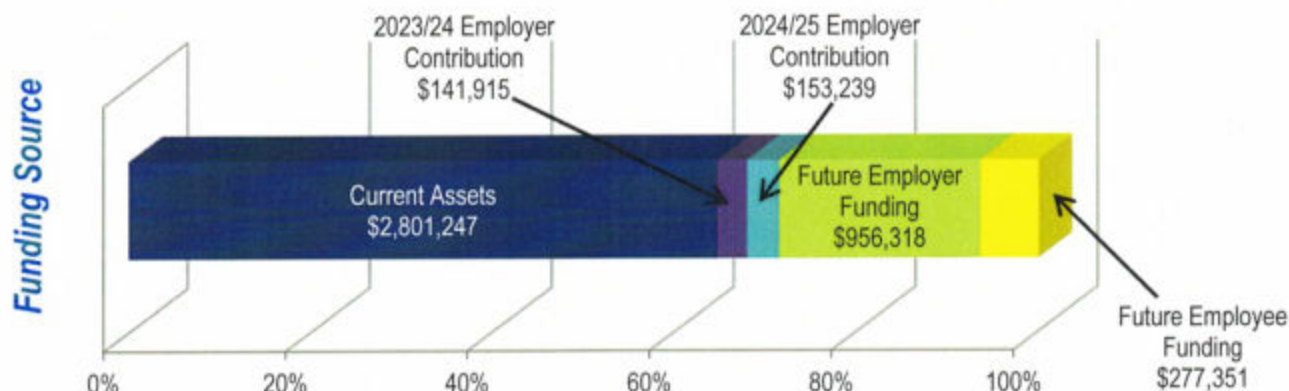 2023/24 Employer
Contribution
$141,915
2024/25 Employer
Contribution
$153,239
Funding Source
Current Assets
$2,801,247
Future Employer
Funding
$956,318
Future Employee
Funding
$277,351
0% 20% 40% 60% 80% 100%